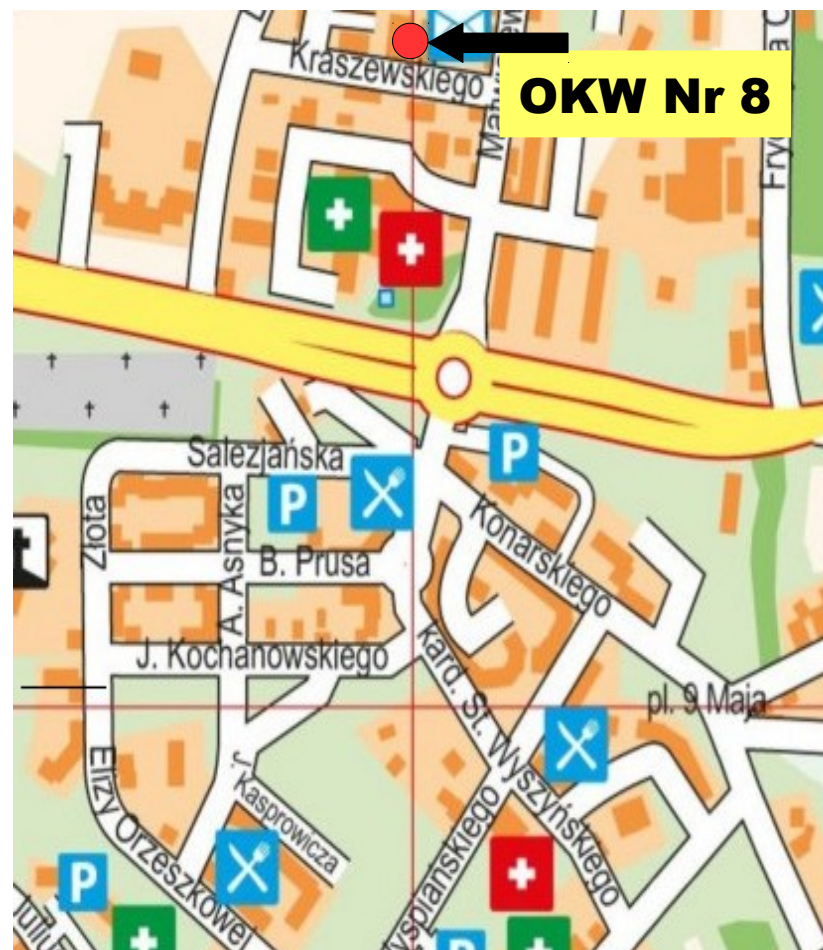 Kraszewskiego
OKW Nr 8
Salezjańska
P
P
Złota
A. Asnyka
B. Prusa
Konarskiego
J. Kochanowskiego
kard. St. Wyszyńskiego
pl. 9 Maja
Elizy Orzeszkowej
J. Kasprowicza
P
P